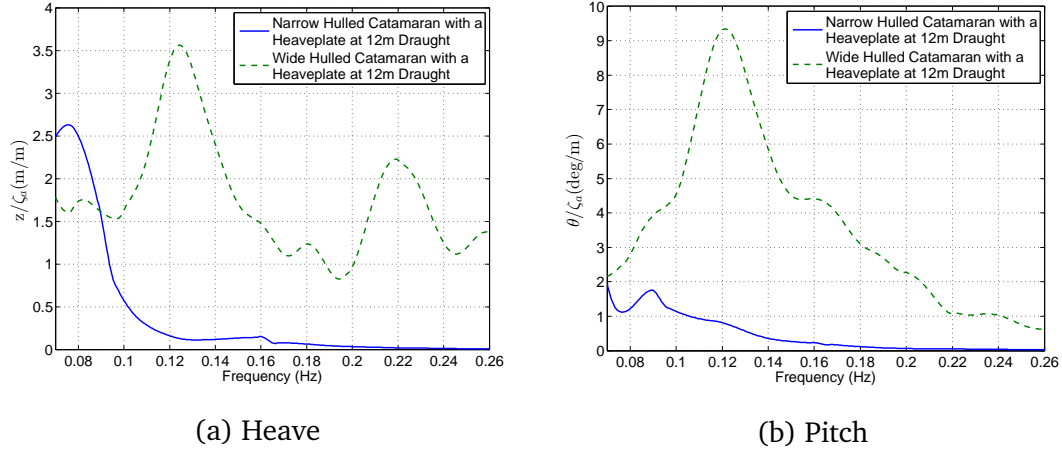 4
3.5
3
2.5
2
1.5
1
0.5
0
z/ζₐ(m/m)
Narrow Hulled Catamaran with a
Heaveplate at 12m Draught
Wide Hulled Catamaran with a
Heaveplate at 12m Draught
0.08 0.1 0.12 0.14 0.16 0.18 0.2 0.22 0.24 0.26
Frequency (Hz)
(a) Heave
10
9
8
7
6
5
4
3
2
1
0
θ/ζₐ(deg/m)
Narrow Hulled Catamaran with a
Heaveplate at 12m Draught
Wide Hulled Catamaran with a
Heaveplate at 12m Draught
0.08 0.1 0.12 0.14 0.16 0.18 0.2 0.22 0.24 0.26
Frequency (Hz)
(b) Pitch